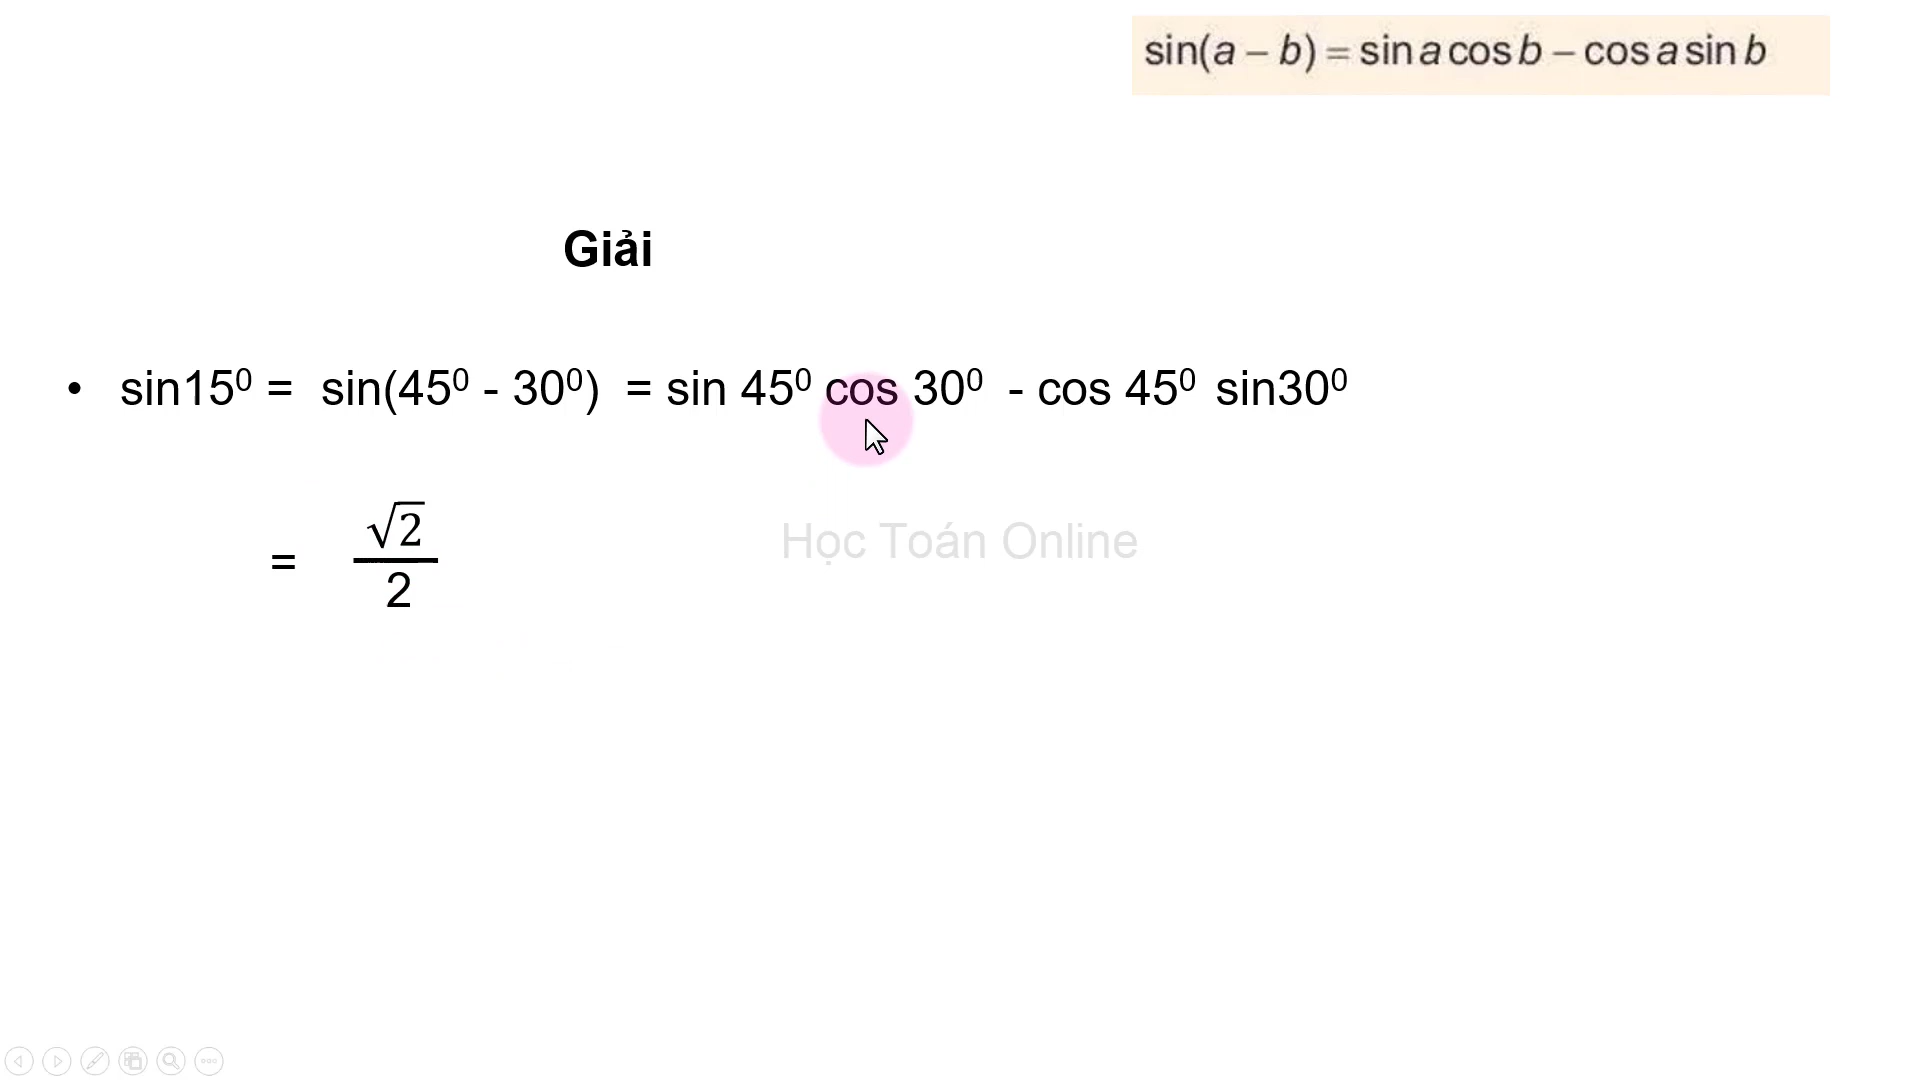 sin(a – b) = sin a cos b – cos a sin b
Giải
• sin15⁰ = sin(45⁰ - 30⁰) = sin 45⁰ cos 30⁰ - cos 45⁰ sin30⁰
= √2/2
Học Toán Online